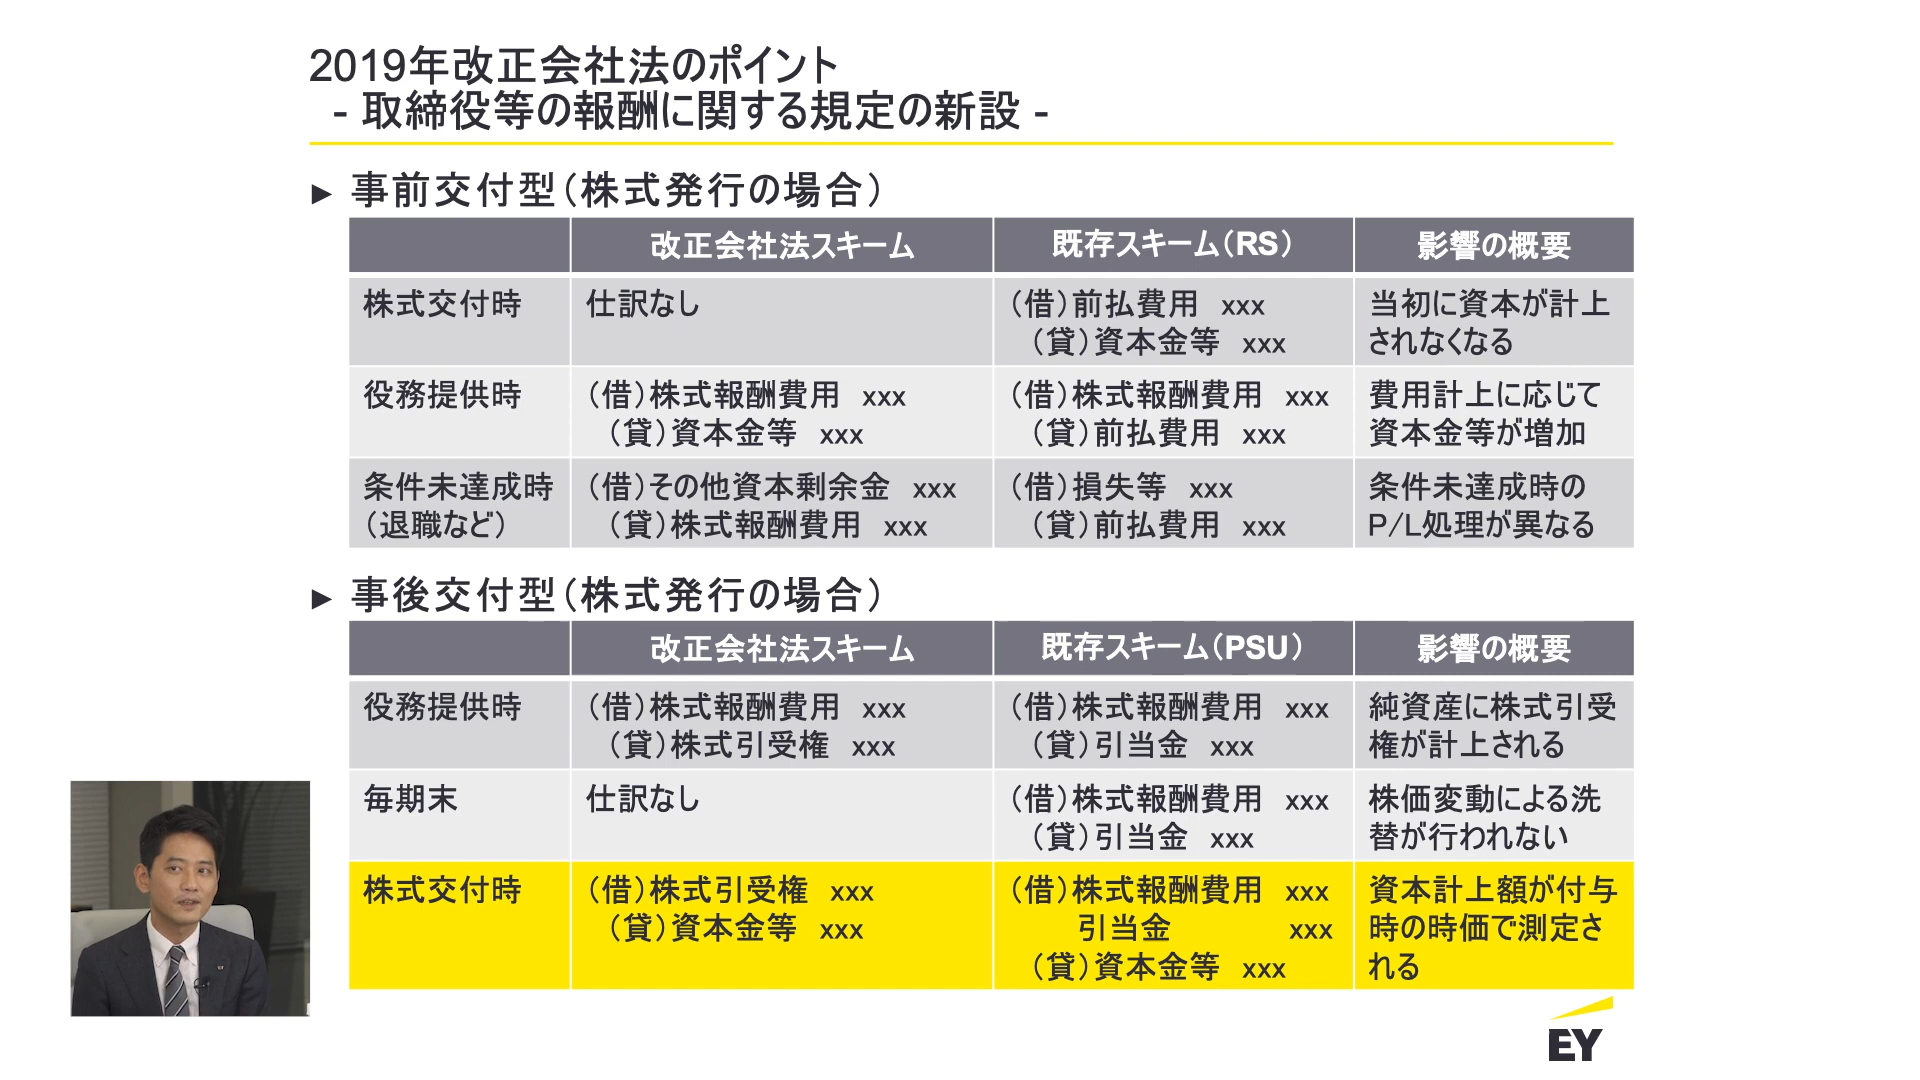 2019年改正会社法のポイント
- 取締役等の報酬に関する規定の新設 -
► 事前交付型（株式発行の場合）
改正会社法スキーム 既存スキーム（RS） 影響の概要
株式交付時 仕訳なし （借）前払費用 xxx 当初に資本が計上
（貸）資本金等 xxx されなくなる
役務提供時 （借）株式報酬費用 xxx （借）株式報酬費用 xxx 費用計上に応じて
（貸）資本金等 xxx （貸）前払費用 xxx 資本金等が増加
条件未達成時 （借）その他資本剰余金 xxx （借）損失等 xxx 条件未達成時の
（退職など） （貸）株式報酬費用 xxx （貸）前払費用 xxx P/L処理が異なる
► 事後交付型（株式発行の場合）
改正会社法スキーム 既存スキーム（PSU） 影響の概要
役務提供時 （借）株式報酬費用 xxx （借）株式報酬費用 xxx 純資産に株式引受
（貸）株式引受権 xxx （貸）引当金 xxx 権が計上される
毎期末 仕訳なし （借）株式報酬費用 xxx 株価変動による洗
（貸）引当金 xxx 替が行われない
株式交付時 （借）株式引受権 xxx （借）株式報酬費用 xxx 資本計上額が付与
（貸）資本金等 xxx 引当金 xxx 時の時価で測定さ
（貸）資本金等 xxx れる
EY